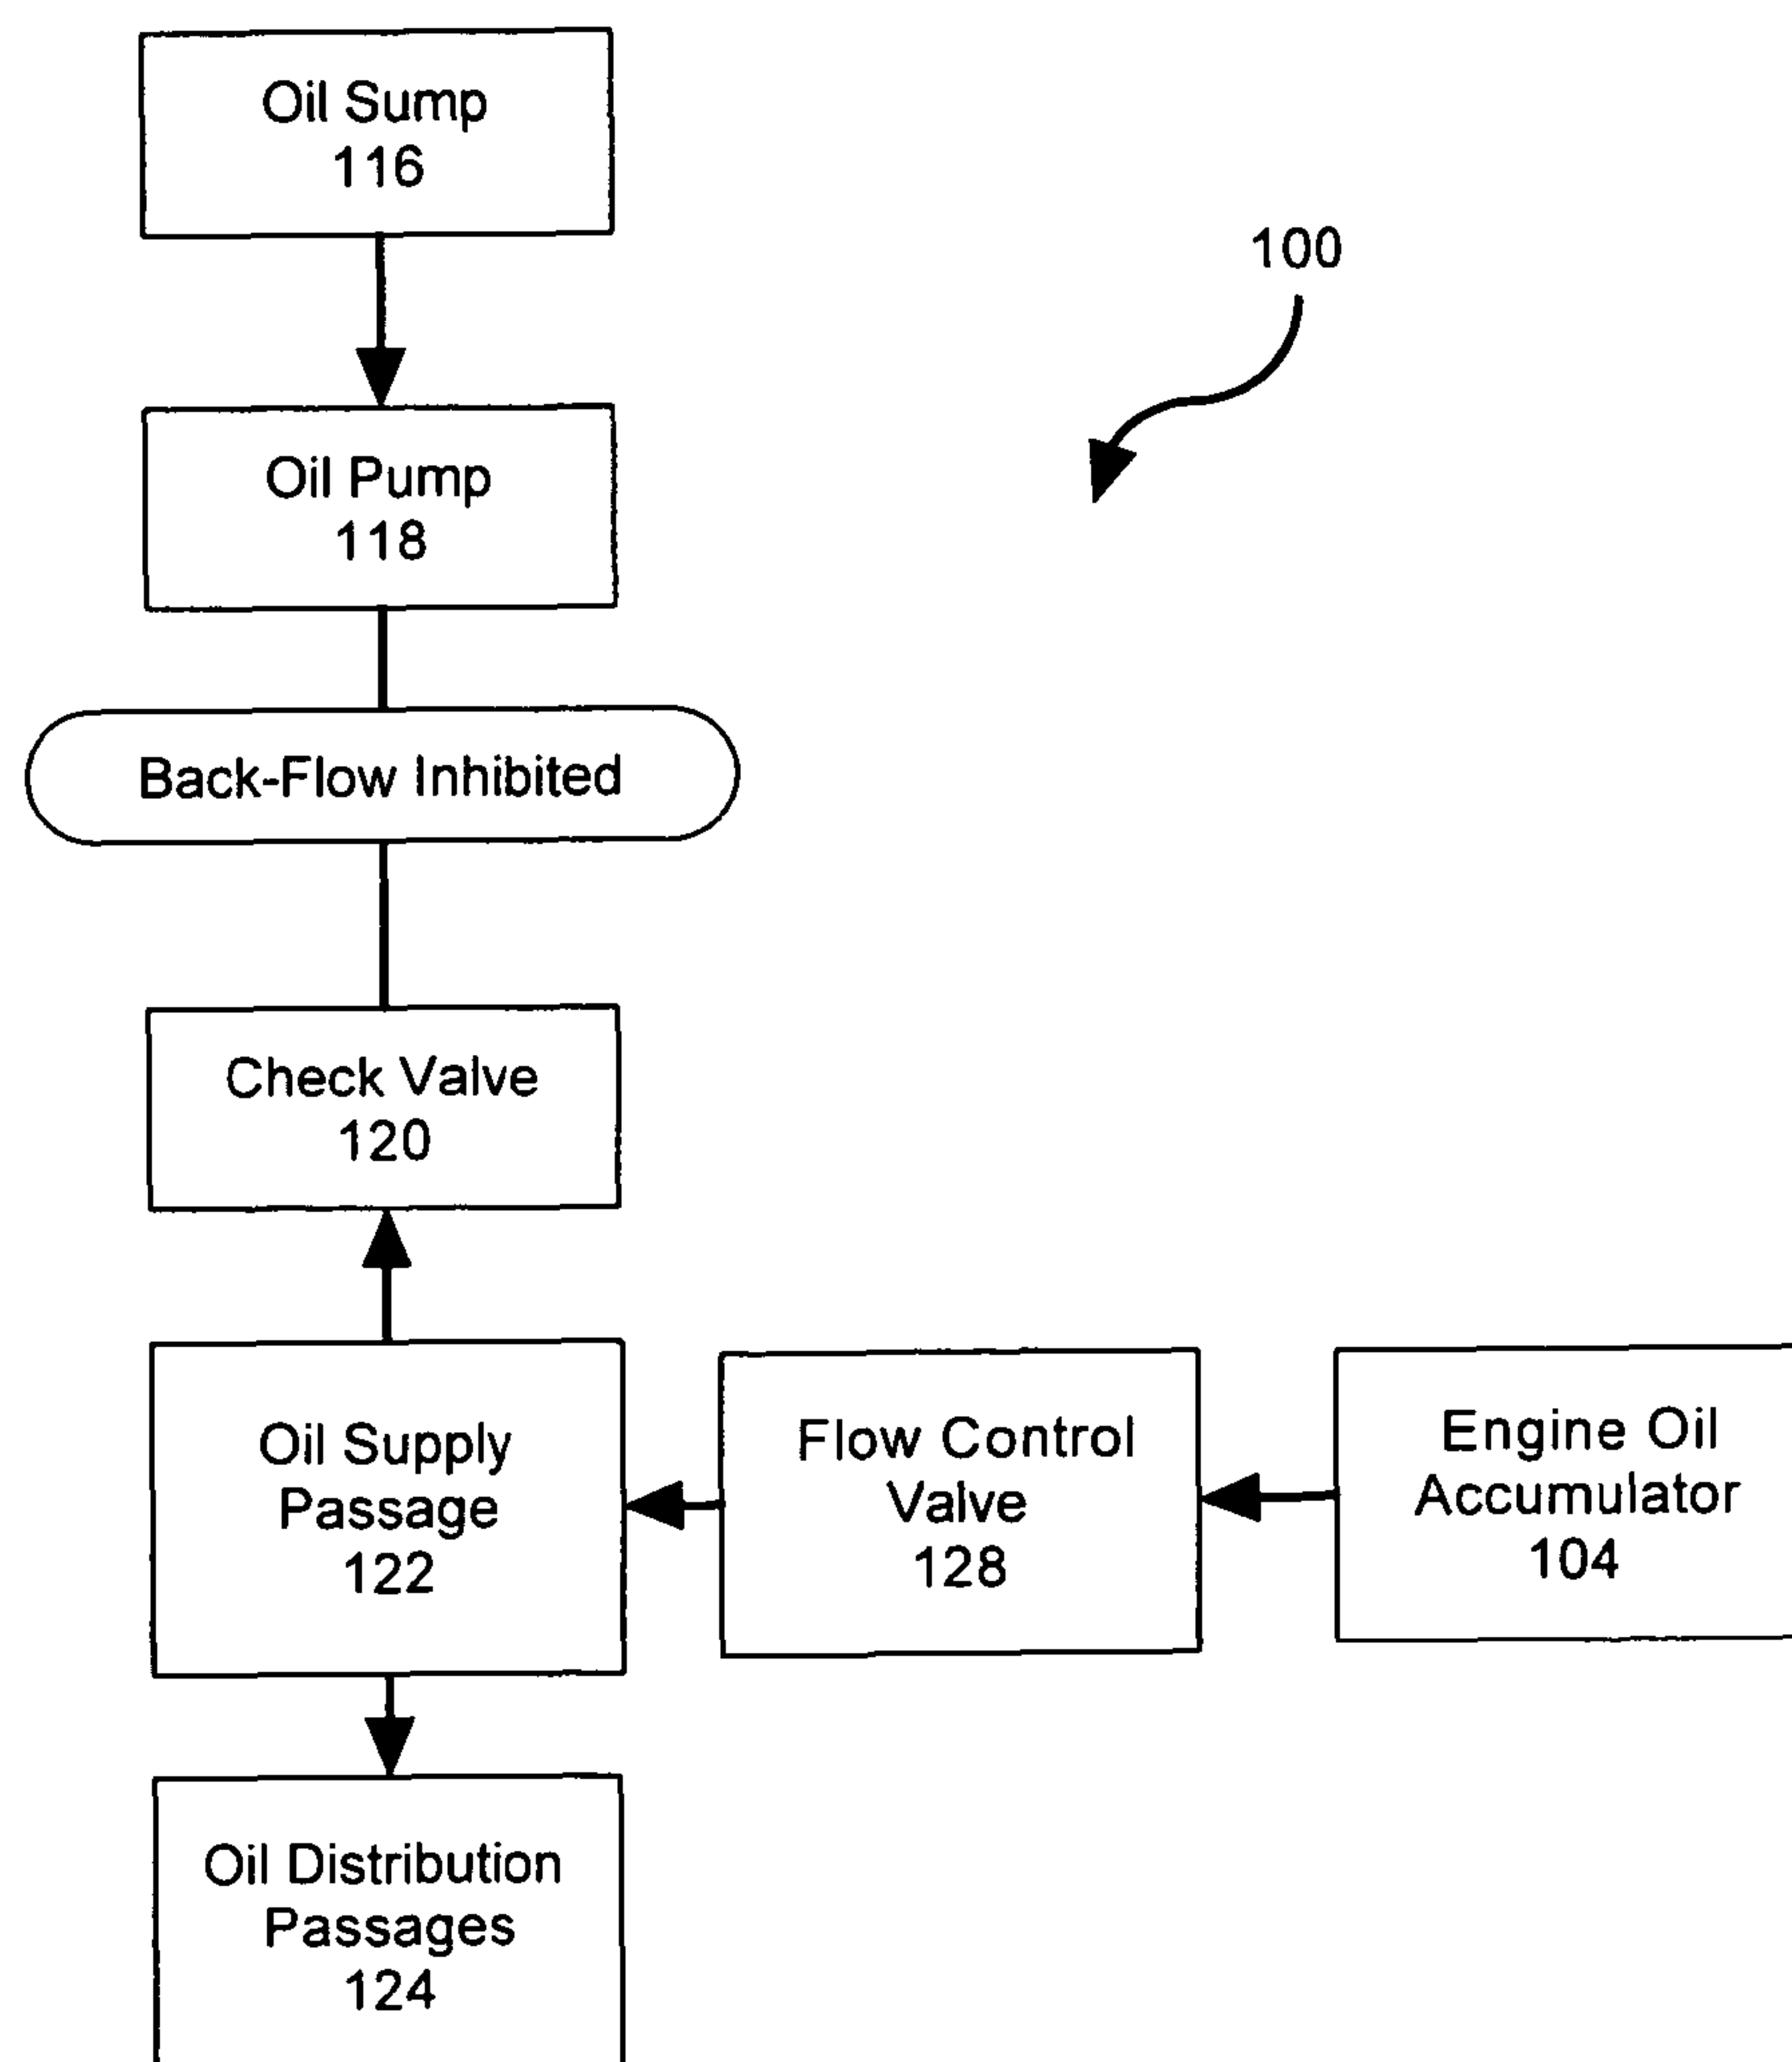 Oil Sump
116
100
Oil Pump
118
Back-Flow Inhibited
Check Valve
120
Oil Supply
Passage
122
Flow Control
Valve
128
Engine Oil
Accumulator
104
Oil Distribution
Passages
124